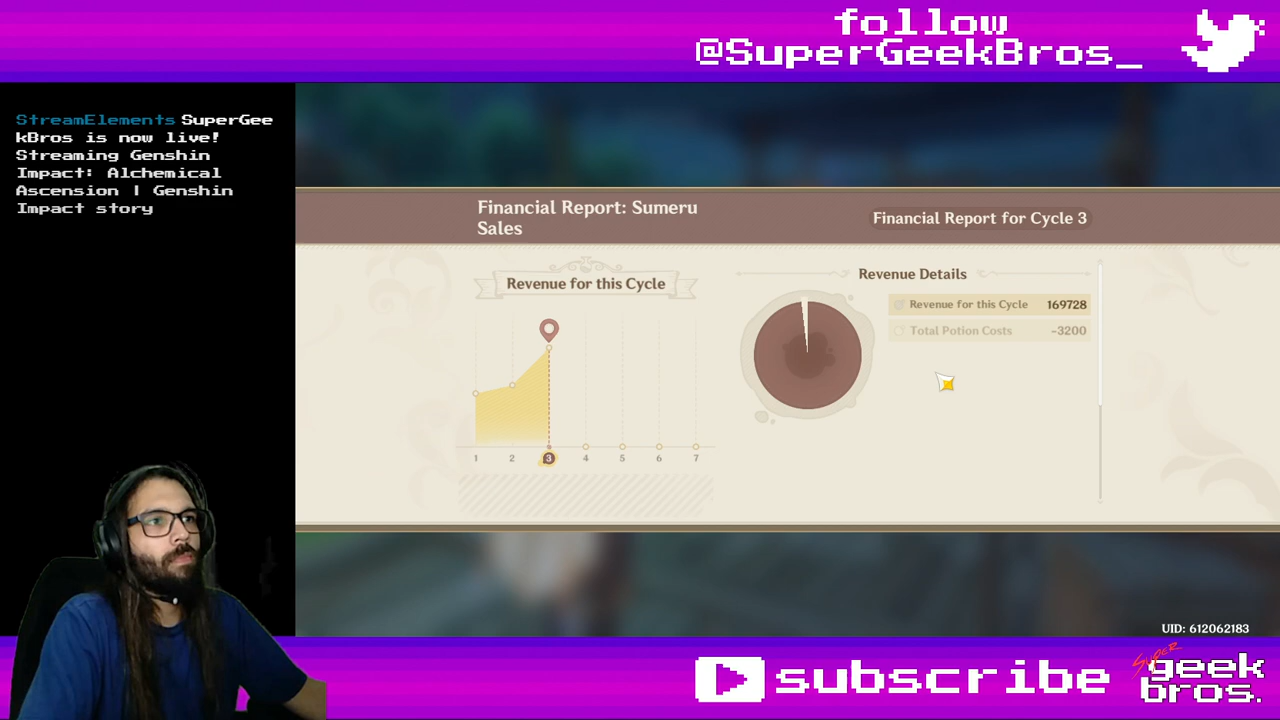 follow
@SuperGeekBros_
StreamElements SuperGee
kBros is now live!
Streaming Genshin
Impact: Alchemical
Ascension | Genshin
Impact story
Financial Report: Sumeru
Sales
Financial Report for Cycle 3
Revenue for this Cycle
1 2 3 4 5 6 7
Revenue Details
Revenue for this Cycle 169728
Total Potion Costs -3200
UID: 612062183
subscribe
SUPER
geek
bros.